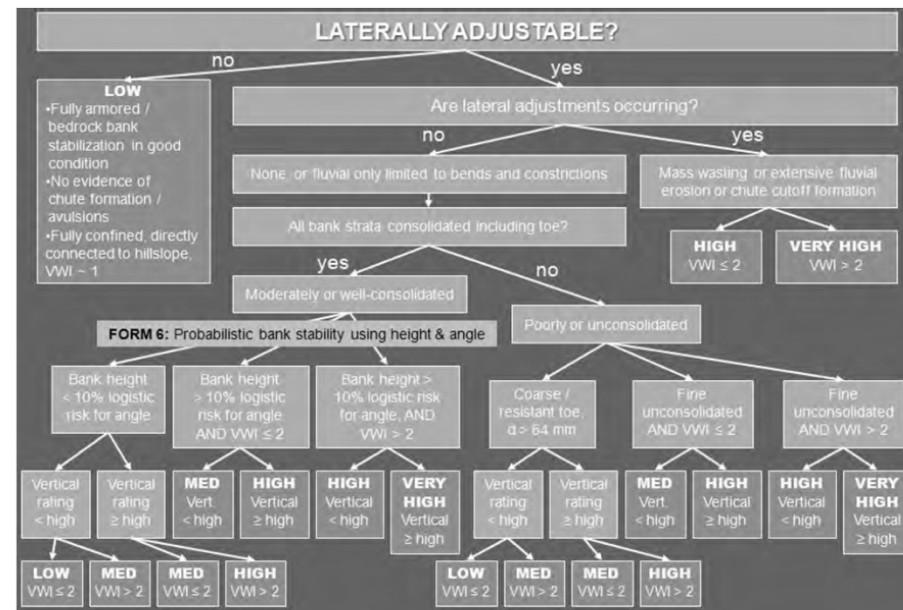 LATERALLY ADJUSTABLE?
no
yes
LOW
•Fully armored /
bedrock bank
stabilization in good
condition
•No evidence of
chute formation /
avulsions
•Fully confined, directly
connected to hillslope,
VWI ~ 1
Are lateral adjustments occurring?
no
yes
None, or fluvial only limited to bends and constrictions
Mass wasting or extensive fluvial
erosion or chute cutoff formation
All bank strata consolidated including toe?
HIGH
VWI ≤ 2
VERY HIGH
VWI > 2
yes
no
Moderately or well-consolidated
Poorly or unconsolidated
FORM 6: Probabilistic bank stability using height & angle
Bank height
< 10% logistic
risk for angle
Bank height
> 10% logistic
risk for angle
AND VWI ≤ 2
Bank height >
10% logistic risk
for angle, AND
VWI > 2
Coarse /
resistant toe,
d > 64 mm
Fine
unconsolidated
AND VWI ≤ 2
Fine
unconsolidated
AND VWI > 2
Vertical
rating
< high
Vertical
rating
≥ high
MED
Vert.
< high
HIGH
Vertical
≥ high
HIGH
Vertical
< high
VERY
HIGH
Vertical
≥ high
Vertical
rating
< high
Vertical
rating
≥ high
MED
Vert.
< high
HIGH
Vertical
≥ high
HIGH
Vertical
< high
VERY
HIGH
Vertical
≥ high
LOW
VWI ≤ 2
MED
VWI > 2
MED
VWI ≤ 2
HIGH
VWI > 2
LOW
VWI ≤ 2
MED
VWI > 2
MED
VWI ≤ 2
HIGH
VWI > 2